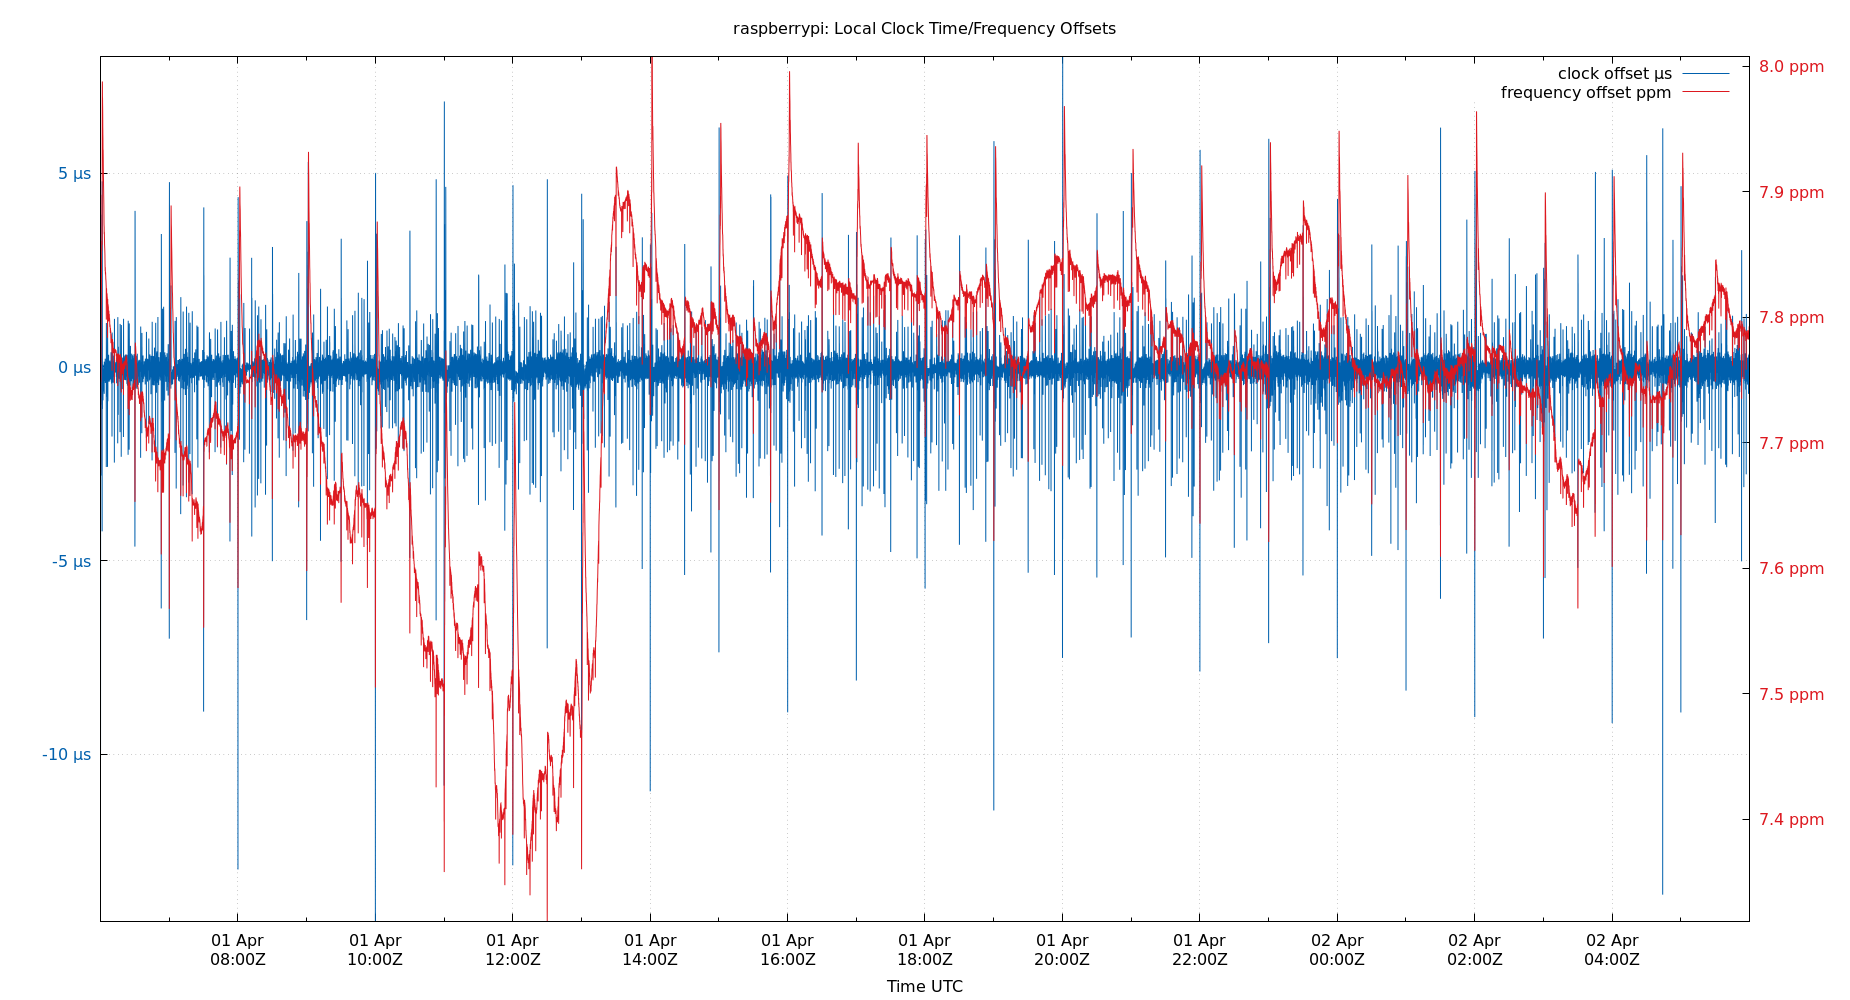 raspberrypi: Local Clock Time/Frequency Offsets
clock offset µs
frequency offset ppm
5 µs
0 µs
-5 µs
-10 µs
8.0 ppm
7.9 ppm
7.8 ppm
7.7 ppm
7.6 ppm
7.5 ppm
7.4 ppm
01 Apr 01 Apr 01 Apr 01 Apr 01 Apr 01 Apr 01 Apr 01 Apr 02 Apr 02 Apr 02 Apr
08:00Z 10:00Z 12:00Z 14:00Z 16:00Z 18:00Z 20:00Z 22:00Z 00:00Z 02:00Z 04:00Z
Time UTC